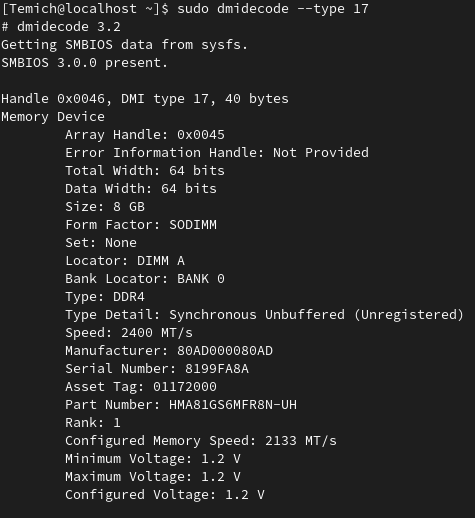 [Temich@localhost ~]$ sudo dmidecode --type 17
# dmidecode 3.2
Getting SMBIOS data from sysfs.
SMBIOS 3.0.0 present.

Handle 0x0046, DMI type 17, 40 bytes
Memory Device
        Array Handle: 0x0045
        Error Information Handle: Not Provided
        Total Width: 64 bits
        Data Width: 64 bits
        Size: 8 GB
        Form Factor: SODIMM
        Set: None
        Locator: DIMM A
        Bank Locator: BANK 0
        Type: DDR4
        Type Detail: Synchronous Unbuffered (Unregistered)
        Speed: 2400 MT/s
        Manufacturer: 80AD000080AD
        Serial Number: 8199FA8A
        Asset Tag: 01172000
        Part Number: HMA81GS6MFR8N-UH
        Rank: 1
        Configured Memory Speed: 2133 MT/s
        Minimum Voltage: 1.2 V
        Maximum Voltage: 1.2 V
        Configured Voltage: 1.2 V